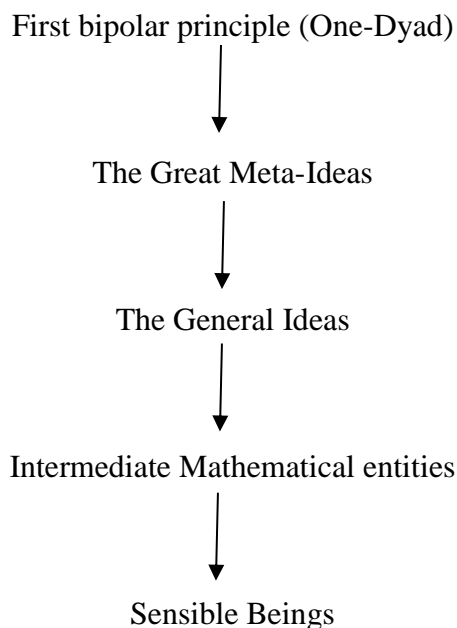 First bipolar principle (One-Dyad)
The Great Meta-Ideas
The General Ideas
Intermediate Mathematical entities
Sensible Beings